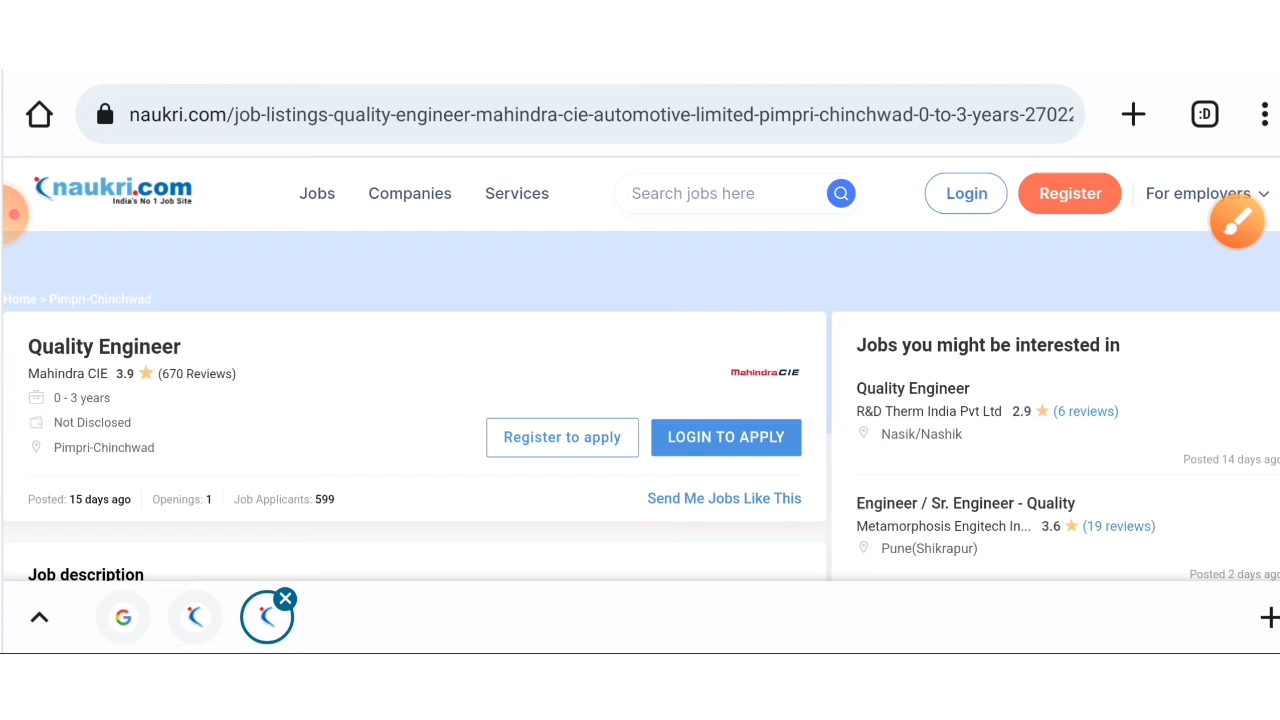 naukri.com/job-listings-quality-engineer-mahindra-cie-automotive-limited-pimpri-chinchwad-0-to-3-years-27022
:D
naukri.com
India's No 1 Job Site
Jobs
Companies
Services
Search jobs here
Login
Register
For employers
Home > Pimpri-Chinchwad
Quality Engineer
Mahindra CIE 3.9 (670 Reviews)
Mahindra CIE
0 - 3 years
Not Disclosed
Pimpri-Chinchwad
Register to apply
LOGIN TO APPLY
Posted: 15 days ago Openings: 1 Job Applicants: 599
Send Me Jobs Like This
Job description
Jobs you might be interested in
Quality Engineer
R&D Therm India Pvt Ltd 2.9 (6 reviews)
Nasik/Nashik
Posted 14 days ago
Engineer / Sr. Engineer - Quality
Metamorphosis Engitech In... 3.6 (19 reviews)
Pune(Shikrapur)
Posted 2 days ago